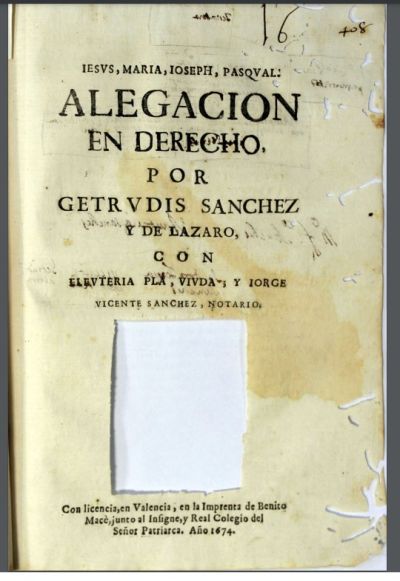 16
408
IESVS, MARIA, IOSEPH, PASQVAL:
ALEGACION
EN DERECHO,
POR
GETRVDIS SANCHEZ
Y DE LAZARO,
CON
ELEVTERIA PLA, VIVDA; Y IORGE
VICENTE SANCHEZ, NOTARIO.
Con licencia, en Valencia, en la Imprenta de Benito
Macè, junto al Insigne, y Real Colegio del
Señor Patriarca. Año 1674.